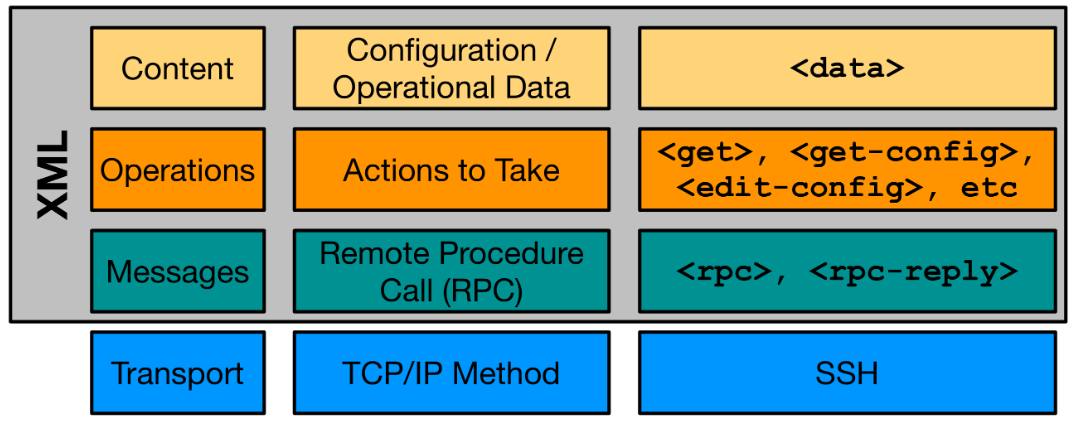 XML
Content
Configuration /
Operational Data
<data>
Operations
Actions to Take
<get>, <get-config>,
<edit-config>, etc
Messages
Remote Procedure
Call (RPC)
<rpc>, <rpc-reply>
Transport
TCP/IP Method
SSH